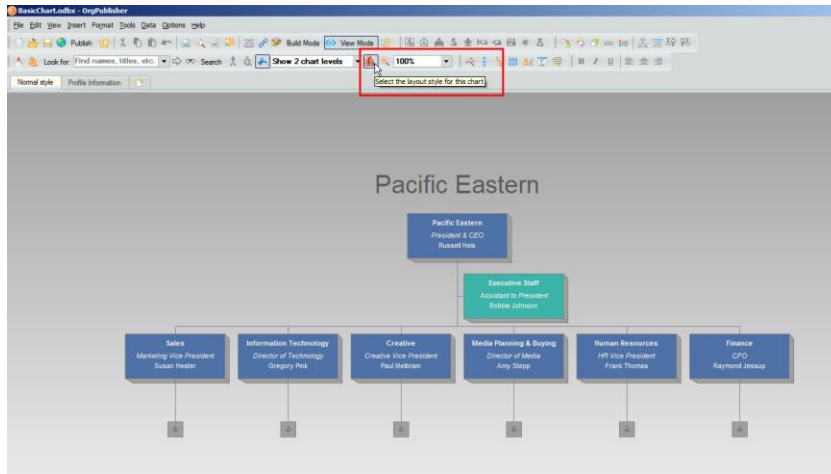 BasicChart.odbx - OrgPublisher
File Edit View Insert Format Tools Data Options Help
Publish Build Mode View Mode
Look for: Find names, titles, etc. Search Show 2 chart levels 100%
Select the layout style for this chart
Normal style Profile Information
Pacific Eastern
Pacific Eastern
President & CEO
Russell Heis
Executive Staff
Assistant to President
Bobbie Johnson
Sales Information Technology Creative Media Planning & Buying Human Resources Finance
Marketing Vice President Director of Technology Creative Vice President Director of Media HR Vice President CFO
Susan Hester Gregory Pink Paul Melbram Amy Stepp Frank Thomas Raymond Jessup